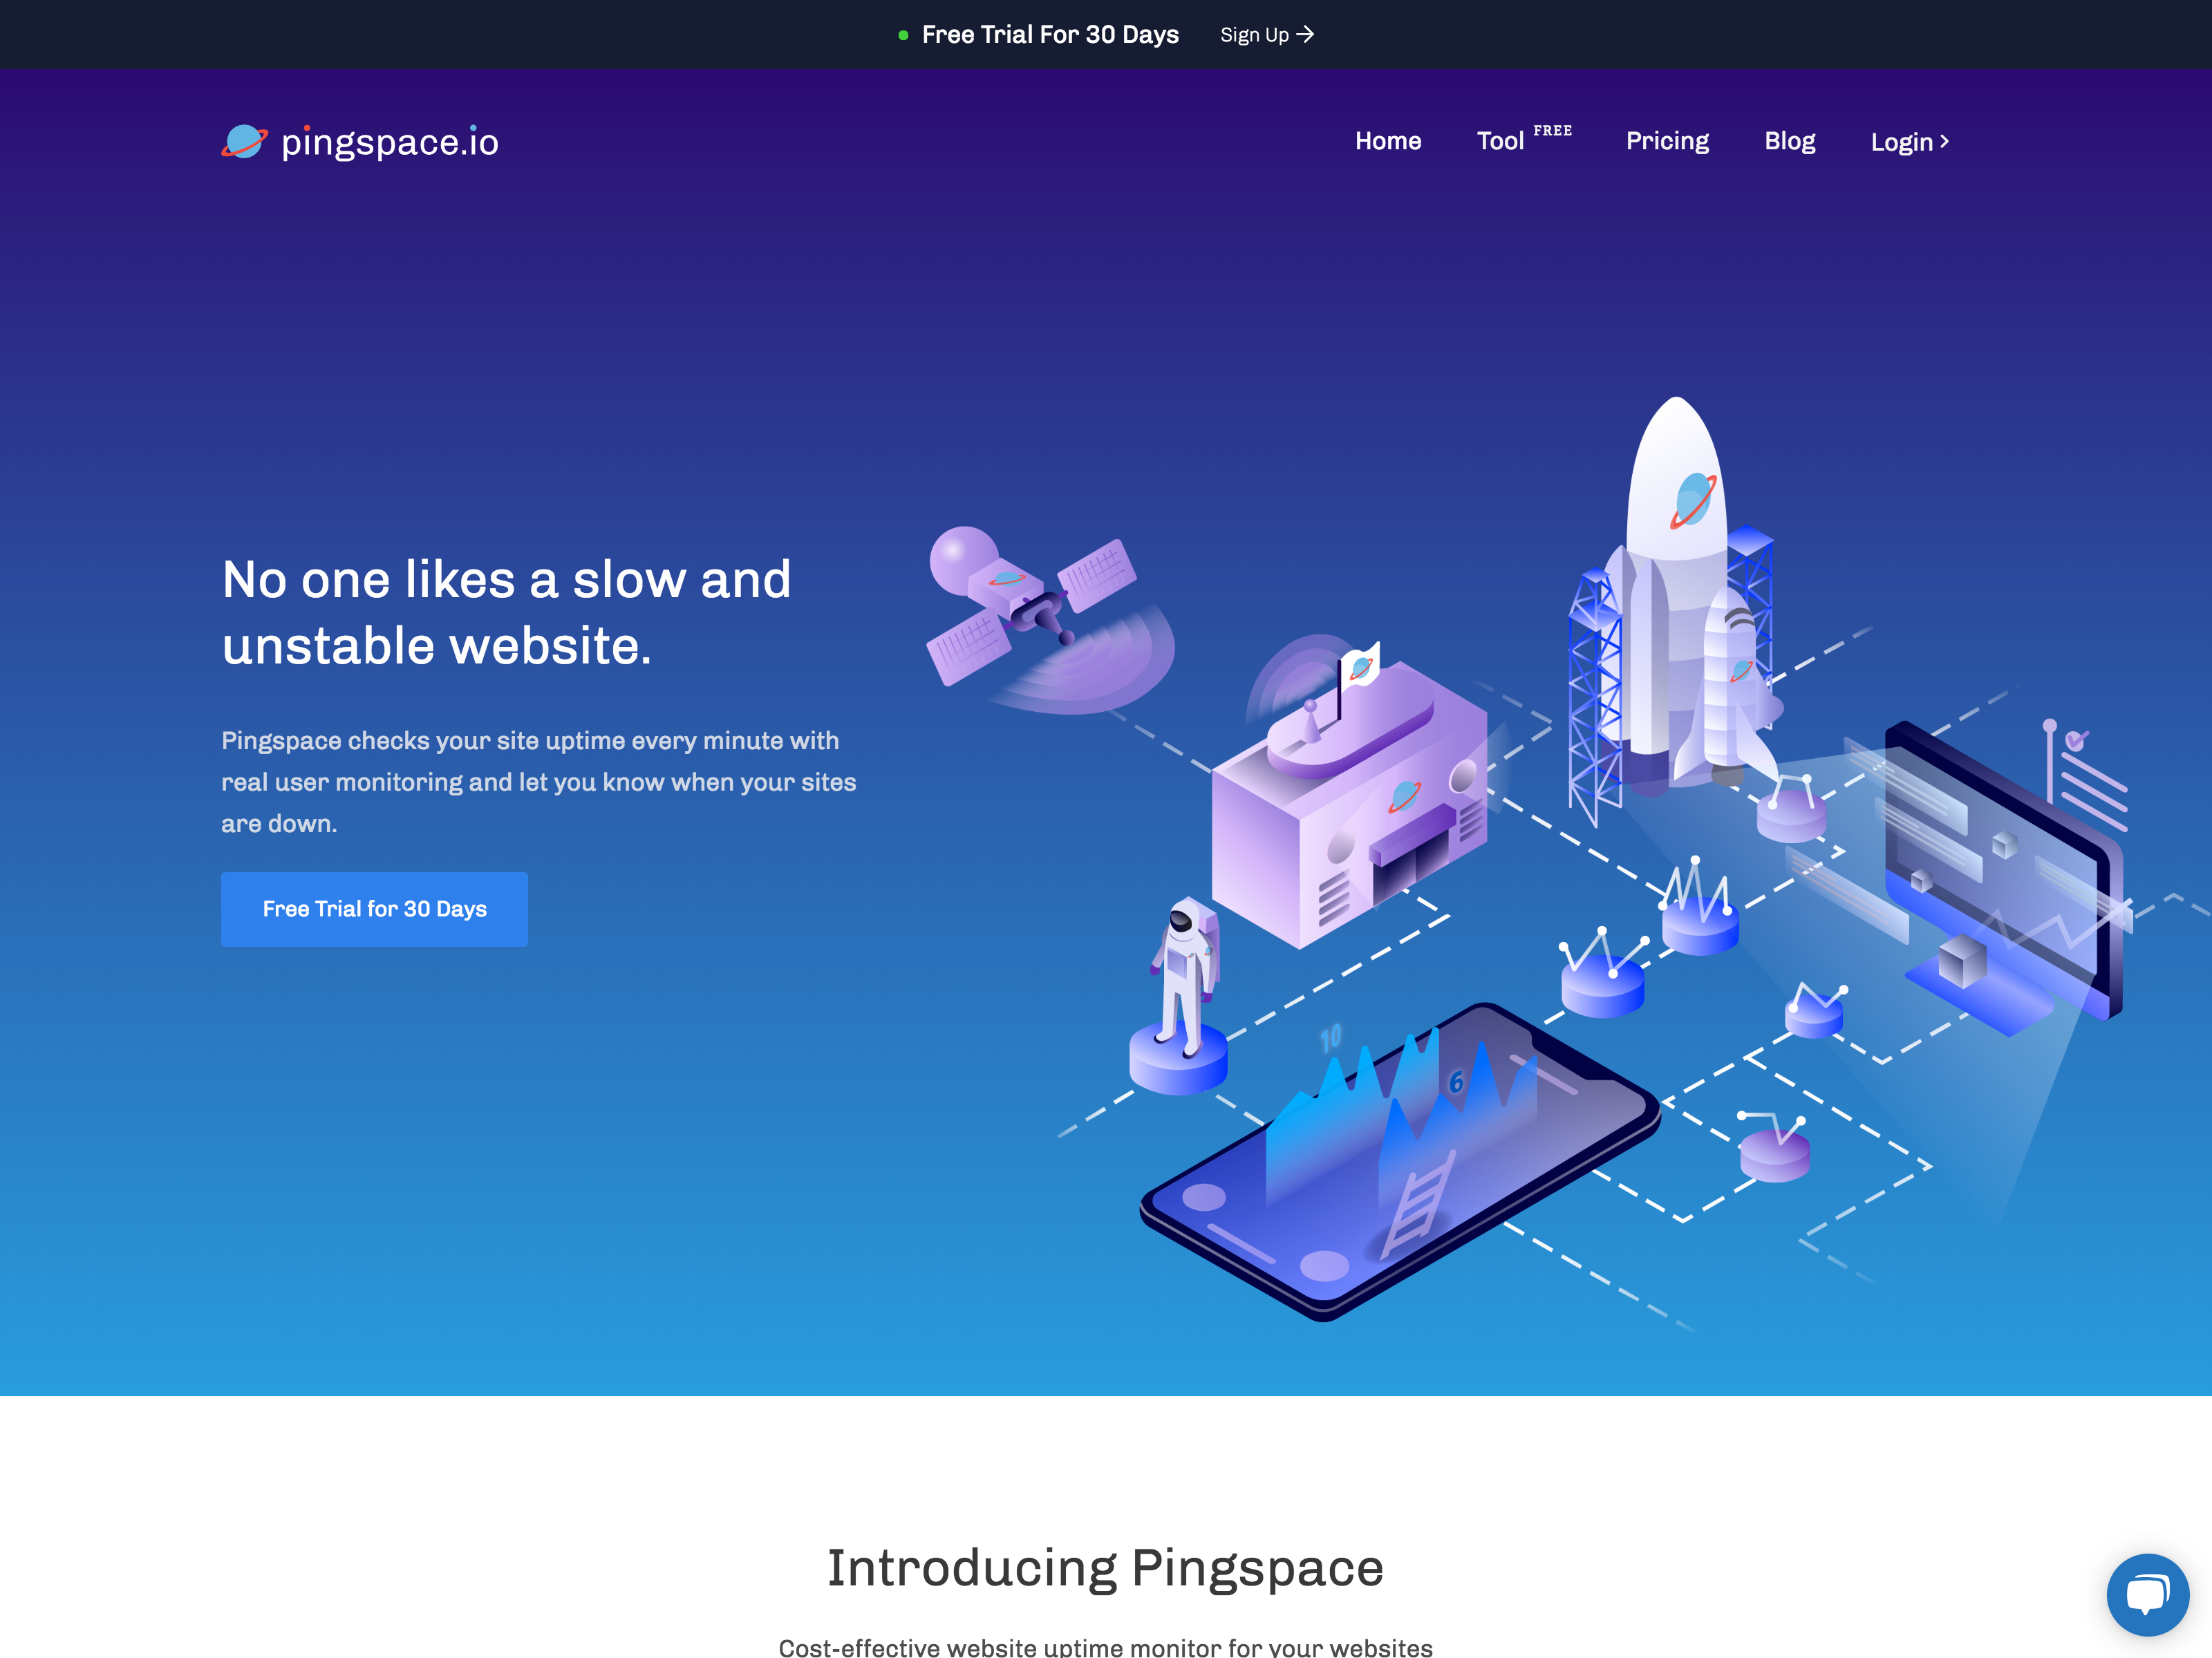 Free Trial For 30 Days Sign Up
pingspace.io
Home Tool FREE Pricing Blog Login
No one likes a slow and
unstable website.
Pingspace checks your site uptime every minute with
real user monitoring and let you know when your sites
are down.
Free Trial for 30 Days
10
6
Introducing Pingspace
Cost-effective website uptime monitor for your websites